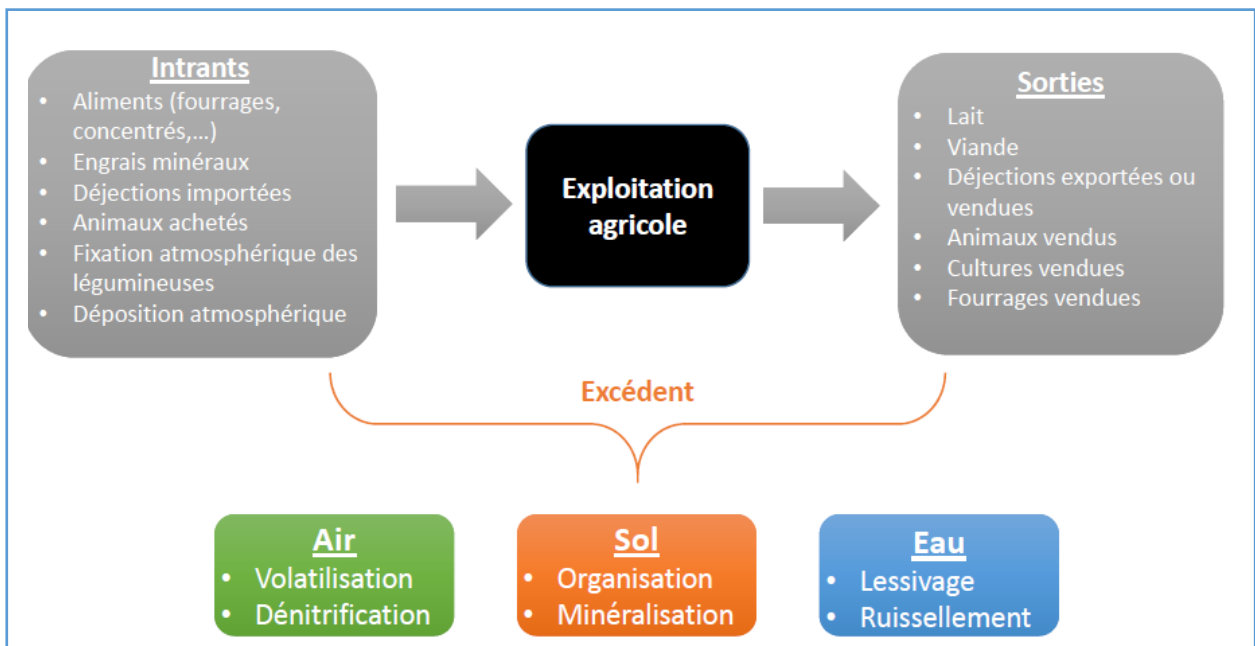 Intrants
• Aliments (fourrages,
concentrés,…)
• Engrais minéraux
• Déjections importées
• Animaux achetés
• Fixation atmosphérique des
légumineuses
• Déposition atmosphérique
Exploitation
agricole
Sorties
• Lait
• Viande
• Déjections exportées ou
vendues
• Animaux vendus
• Cultures vendues
• Fourrages vendues
Excédent
Air
• Volatilisation
• Dénitrification
Sol
• Organisation
• Minéralisation
Eau
• Lessivage
• Ruissellement